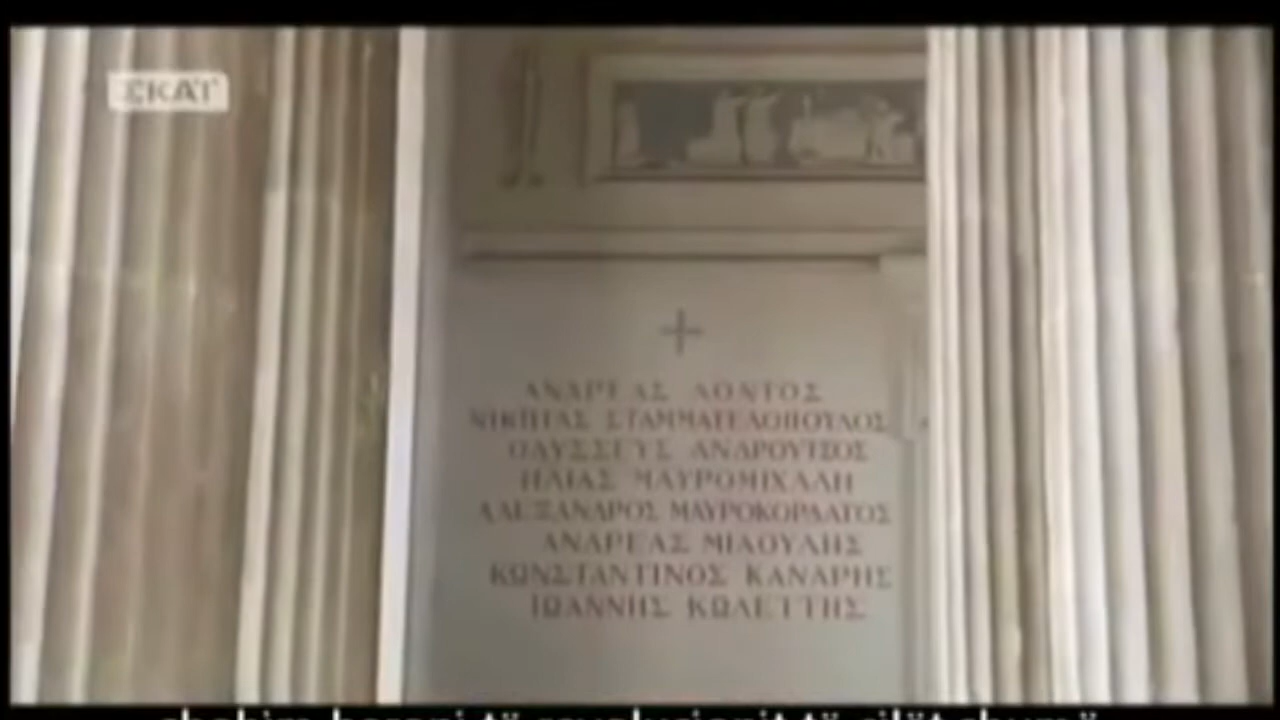 ΣΚΑΪ
ΑΝΔΡΕΑΣ ΛΟΝΤΟΣ
ΝΙΚΗΤΑΣ ΣΤΑΜΜΑΤΕΛΟΠΟΥΛΟΣ
ΟΔΥΣΣΕΥΣ ΑΝΔΡΟΥΤΣΟΣ
ΗΛΙΑΣ ΜΑΥΡΟΜΙΧΑΛΗ
ΑΛΕΞΑΝΔΡΟΣ ΜΑΥΡΟΚΟΡΔΑΤΟΣ
ΑΝΔΡΕΑΣ ΜΙΑΟΥΛΗΣ
ΚΩΝΣΤΑΝΤΙΝΟΣ ΚΑΝΑΡΗΣ
ΙΩΑΝΝΗΣ ΚΩΛΕΤΤΗΣ